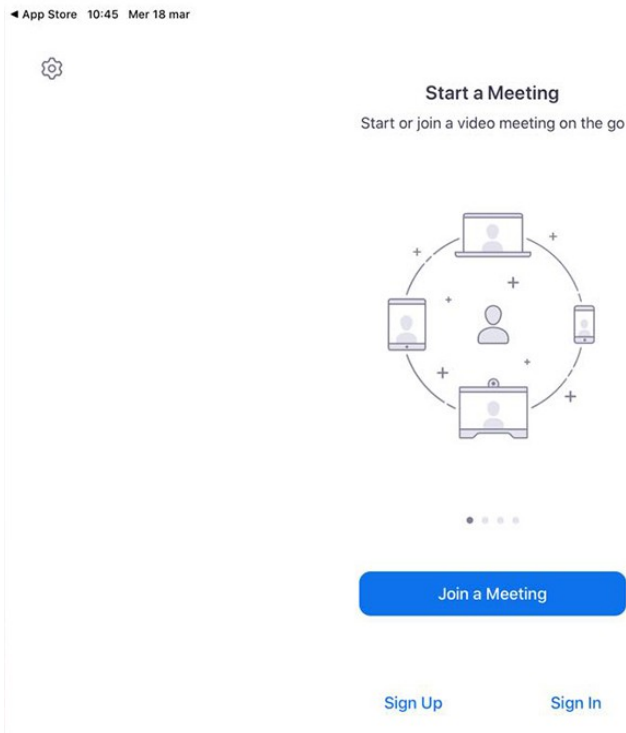 ◀ App Store 10:45 Mer 18 mar
Start a Meeting
Start or join a video meeting on the go
Join a Meeting
Sign Up Sign In